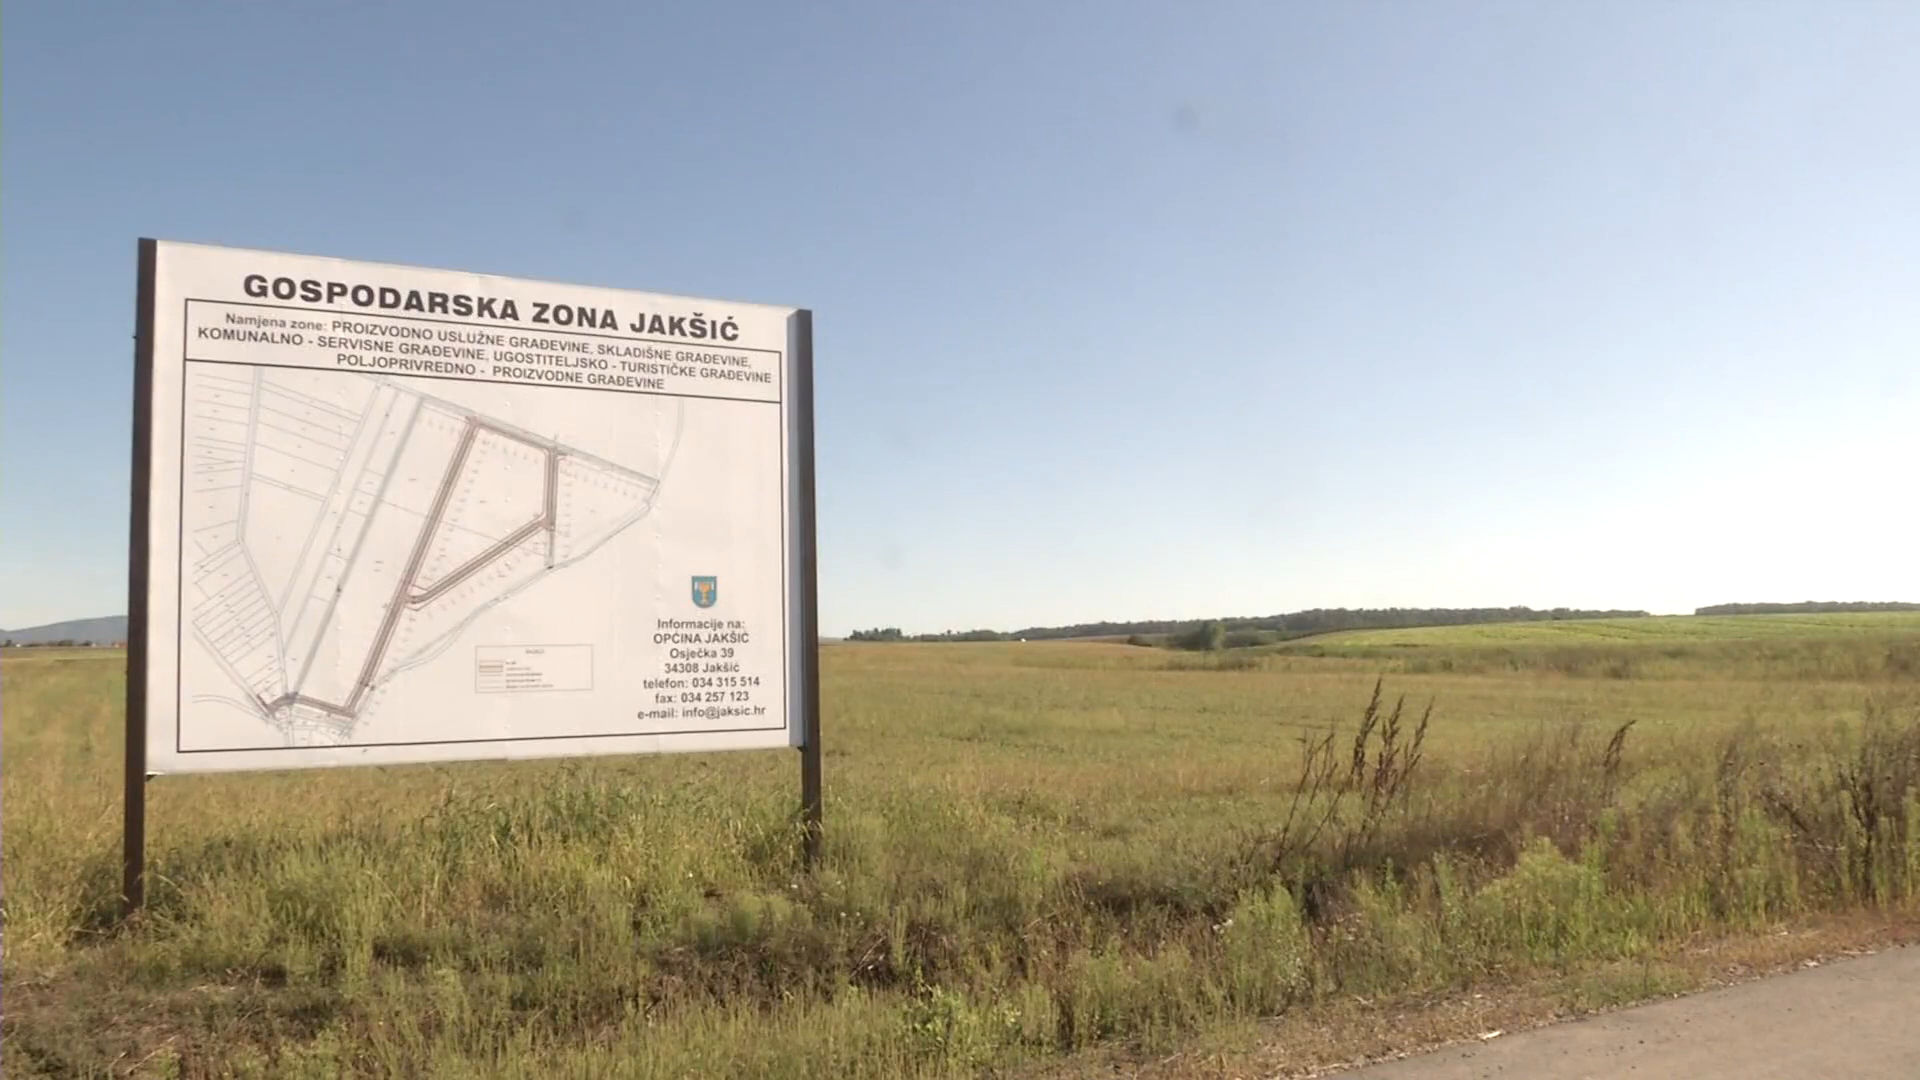 GOSPODARSKA ZONA JAKŠIĆ
Namjena zone: PROIZVODNO USLUŽNE GRAĐEVINE, SKLADIŠNE GRAĐEVINE,
KOMUNALNO - SERVISNE GRAĐEVINE, UGOSTITELJSKO - TURISTIČKE GRAĐEVINE
POLJOPRIVREDNO - PROIZVODNE GRAĐEVINE
Informacije na:
OPĆINA JAKŠIĆ
Osječka 39
34308 Jakšić
telefon: 034 315 514
fax: 034 257 123
e-mail: info@jaksic.hr